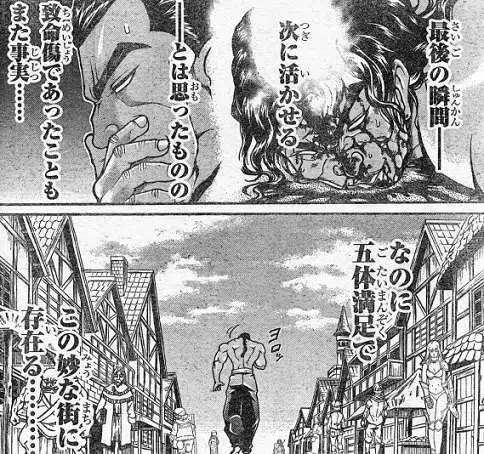 最後の瞬間――
次に活かせる
――とは思ったものの
致命傷であったことも
また事実……
なのに
五体満足で
ヨロッ
この妙な街に
存在る…………